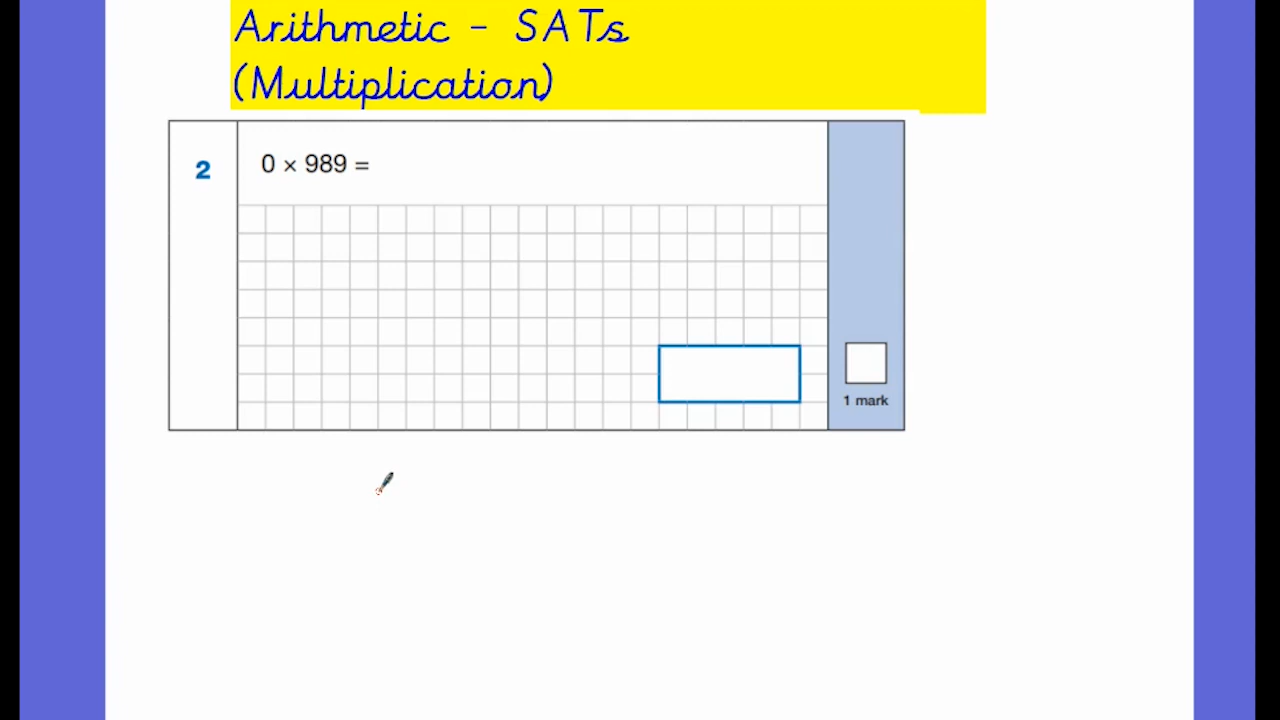 Arithmetic - SATs
(Multiplication)
2
0 × 989 =
1 mark